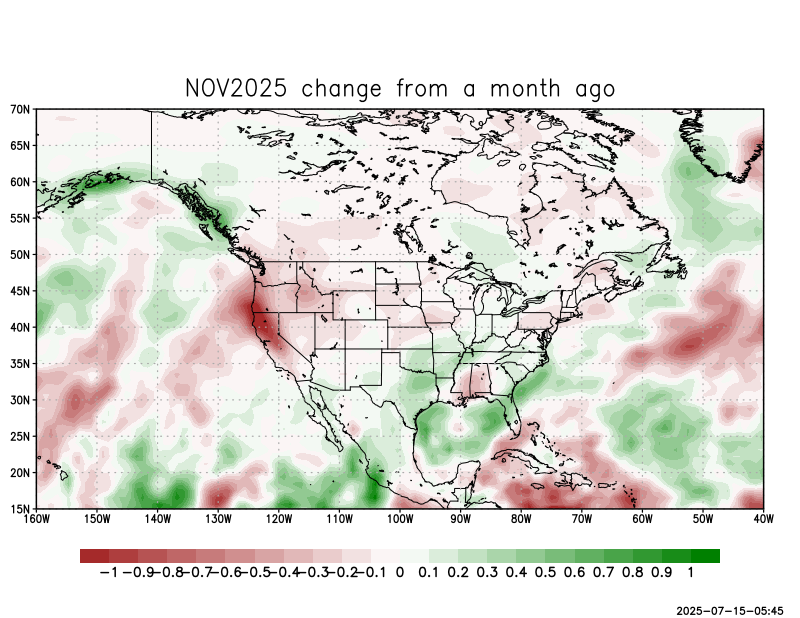 NOV2025 change from a month ago
70N
65N
60N
55N
50N
45N
40N
35N
30N
25N
20N
15N
160W 150W 140W 130W 120W 110W 100W 90W 80W 70W 60W 50W 40W
−1 −0.9 −0.8 −0.7 −0.6 −0.5 −0.4 −0.3 −0.2 −0.1 0 0.1 0.2 0.3 0.4 0.5 0.6 0.7 0.8 0.9 1
2025-07-15-05:45